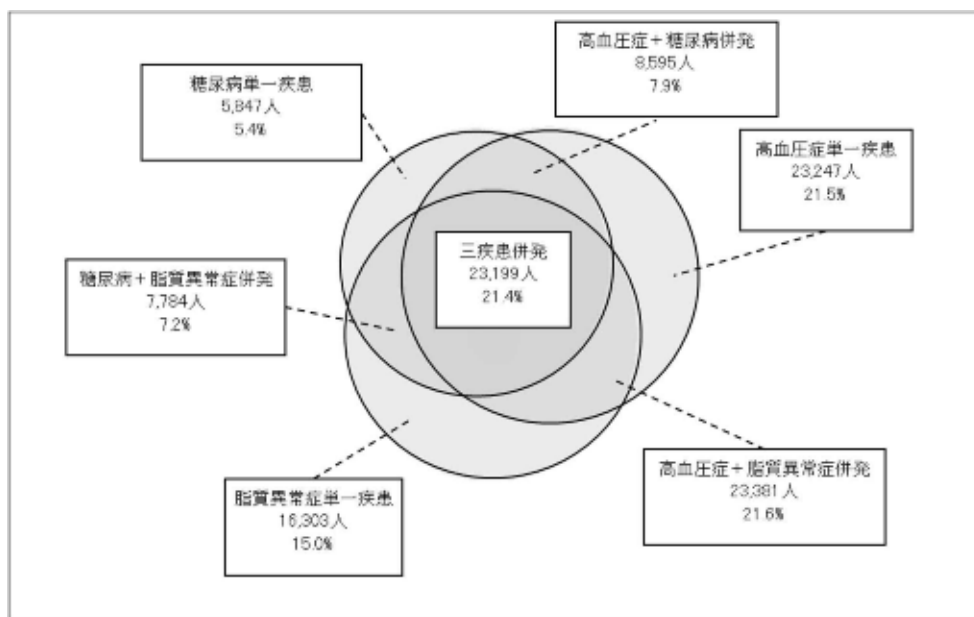 高血圧症＋糖尿病併発
8,595人
7.9%
糖尿病単一疾患
5,847人
5.4%
高血圧症単一疾患
23,247人
21.5%
三疾患併発
23,199人
21.4%
糖尿病＋脂質異常症併発
7,784人
7.2%
高血圧症＋脂質異常症併発
23,381人
21.6%
脂質異常症単一疾患
16,303人
15.0%